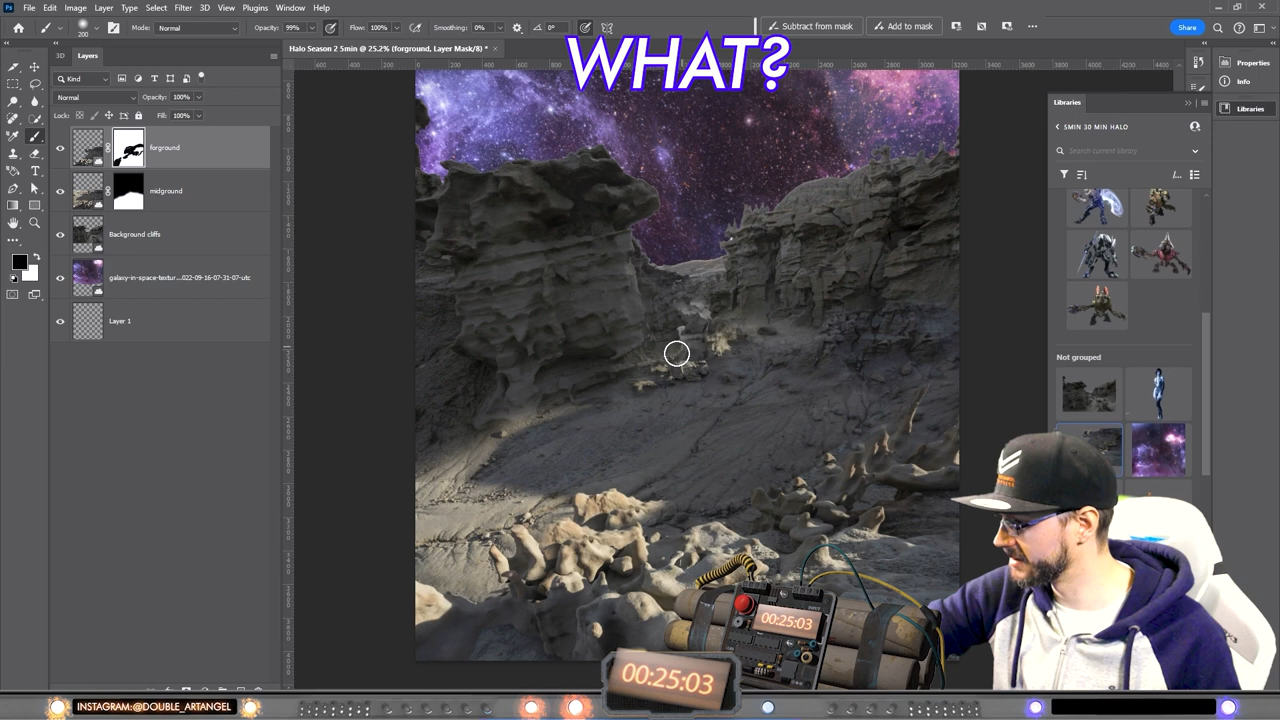 File Edit Image Layer Type Select Filter 3D View Plugins Window Help
Mode: Normal Opacity: 99% Flow: 100% Smoothing: 0% 0° Subtract from mask Add to mask Share
200
3D Layers
Halo Season 2 5min @ 25.2% (forground, Layer Mask/8) *
WHAT?
Kind
Normal Opacity: 100%
Lock: Fill: 100%
forground
midground
Background cliffs
galaxy-in-space-textur...022-09-16-07-31-07-utc
Layer 1
Properties
Info
Libraries
Libraries
5MIN 30 MIN HALO
Search current library
Not grouped
00:25:03
00:25:03
INSTAGRAM:@DOUBLE_ARTANGEL